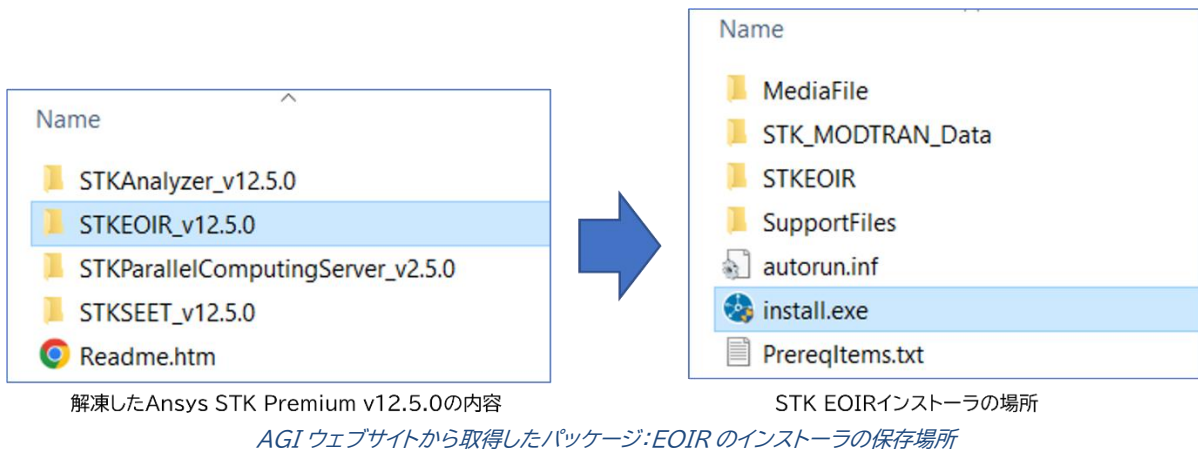 Name
STKAnalyzer_v12.5.0
STKEOIR_v12.5.0
STKParallelComputingServer_v2.5.0
STKSEET_v12.5.0
Readme.htm
解凍したAnsys STK Premium v12.5.0の内容
Name
MediaFile
STK_MODTRAN_Data
STKEOIR
SupportFiles
autorun.inf
install.exe
PrereqItems.txt
STK EOIRインストーラの場所
AGI ウェブサイトから取得したパッケージ：EOIR のインストーラの保存場所